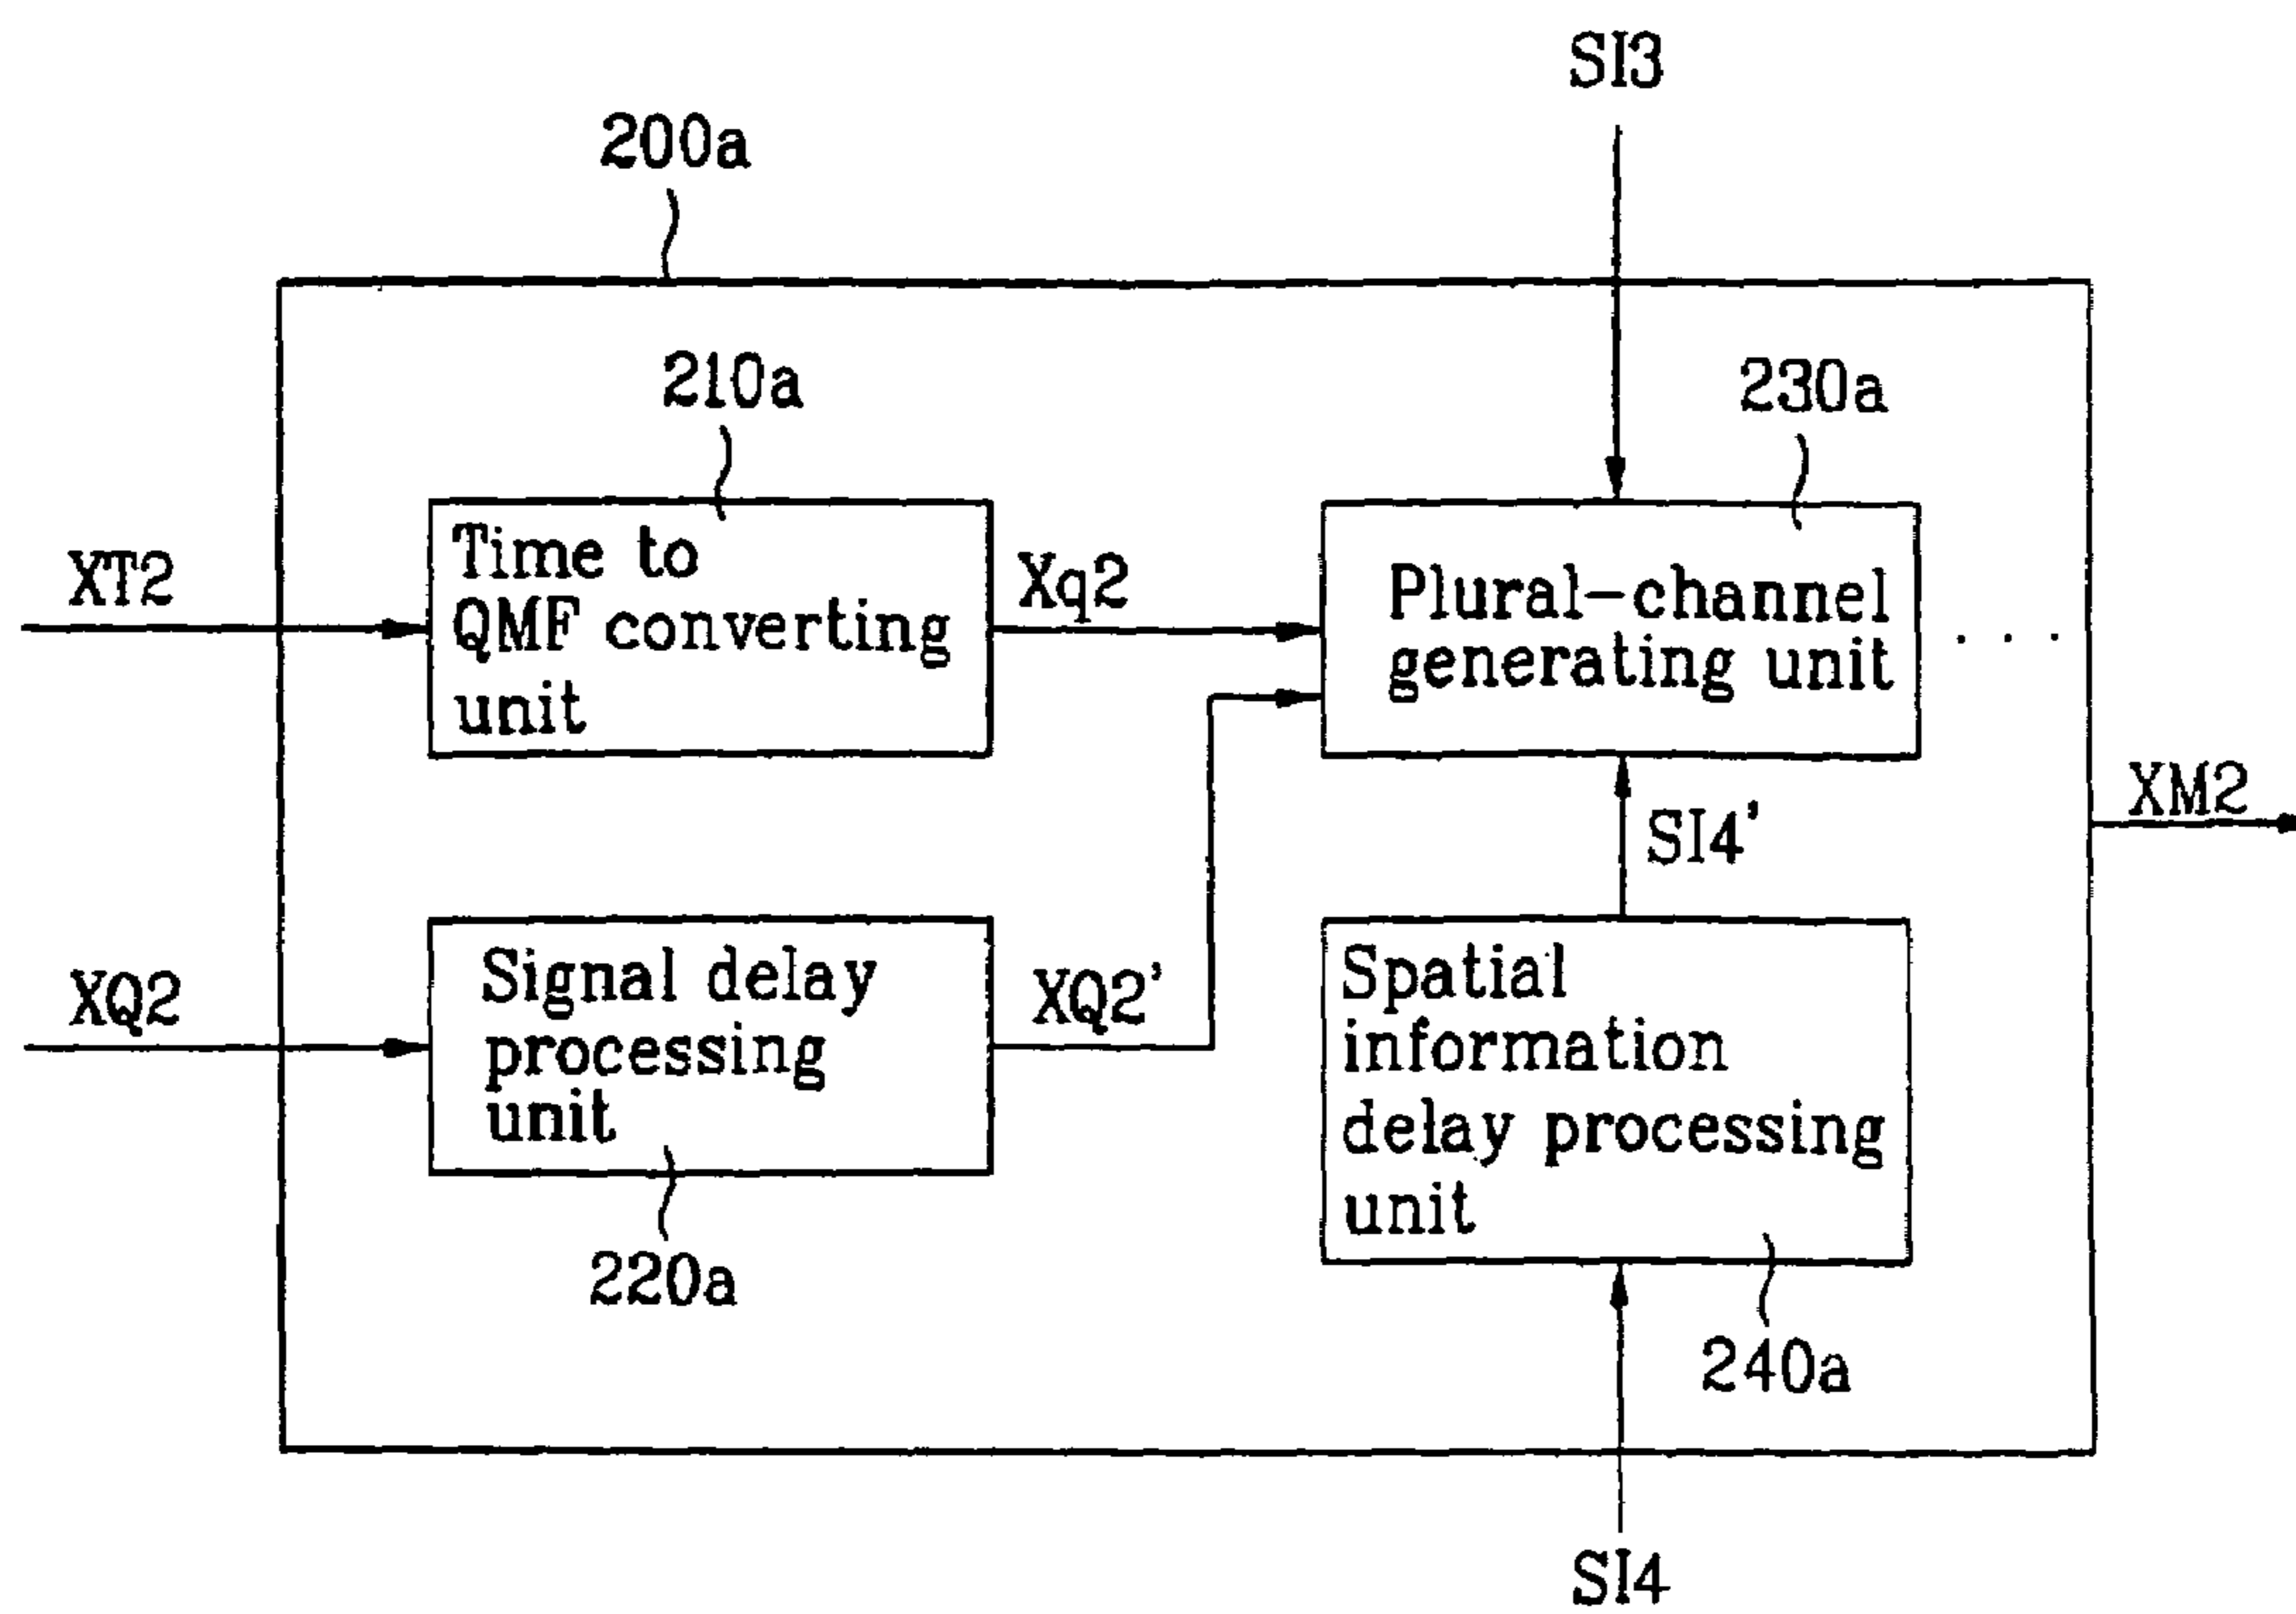 SI3
200a
210a
230a
XT2
Time to
QMF converting
unit
Xq2
Plural-channel
generating unit
. . .
XM2
SI4'
XQ2
Signal delay
processing
unit
XQ2'
Spatial
information
delay processing
unit
220a
240a
SI4